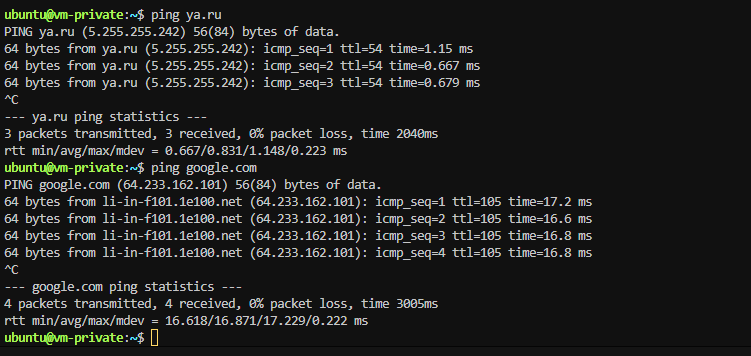 ubuntu@vm-private:~$ ping ya.ru
PING ya.ru (5.255.255.242) 56(84) bytes of data.
64 bytes from ya.ru (5.255.255.242): icmp_seq=1 ttl=54 time=1.15 ms
64 bytes from ya.ru (5.255.255.242): icmp_seq=2 ttl=54 time=0.667 ms
64 bytes from ya.ru (5.255.255.242): icmp_seq=3 ttl=54 time=0.679 ms
^C
--- ya.ru ping statistics ---
3 packets transmitted, 3 received, 0% packet loss, time 2040ms
rtt min/avg/max/mdev = 0.667/0.831/1.148/0.223 ms
ubuntu@vm-private:~$ ping google.com
PING google.com (64.233.162.101) 56(84) bytes of data.
64 bytes from li-in-f101.1e100.net (64.233.162.101): icmp_seq=1 ttl=105 time=17.2 ms
64 bytes from li-in-f101.1e100.net (64.233.162.101): icmp_seq=2 ttl=105 time=16.6 ms
64 bytes from li-in-f101.1e100.net (64.233.162.101): icmp_seq=3 ttl=105 time=16.8 ms
64 bytes from li-in-f101.1e100.net (64.233.162.101): icmp_seq=4 ttl=105 time=16.8 ms
^C
--- google.com ping statistics ---
4 packets transmitted, 4 received, 0% packet loss, time 3005ms
rtt min/avg/max/mdev = 16.618/16.871/17.229/0.222 ms
ubuntu@vm-private:~$